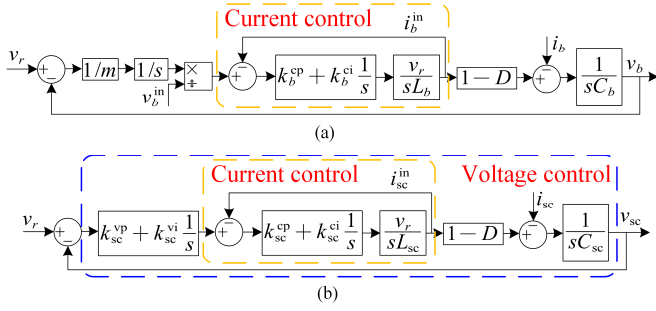 Current control
i_b^in
v_r
1/m
1/s
×
÷
v_b^in
k_b^cp + k_b^ci 1/s
v_r/sL_b
1 − D
i_b
1/sC_b
v_b
(a)
Current control
Voltage control
i_sc^in
i_sc
v_r
k_sc^vp + k_sc^vi 1/s
k_sc^cp + k_sc^ci 1/s
v_r/sL_sc
1 − D
1/sC_sc
v_sc
(b)